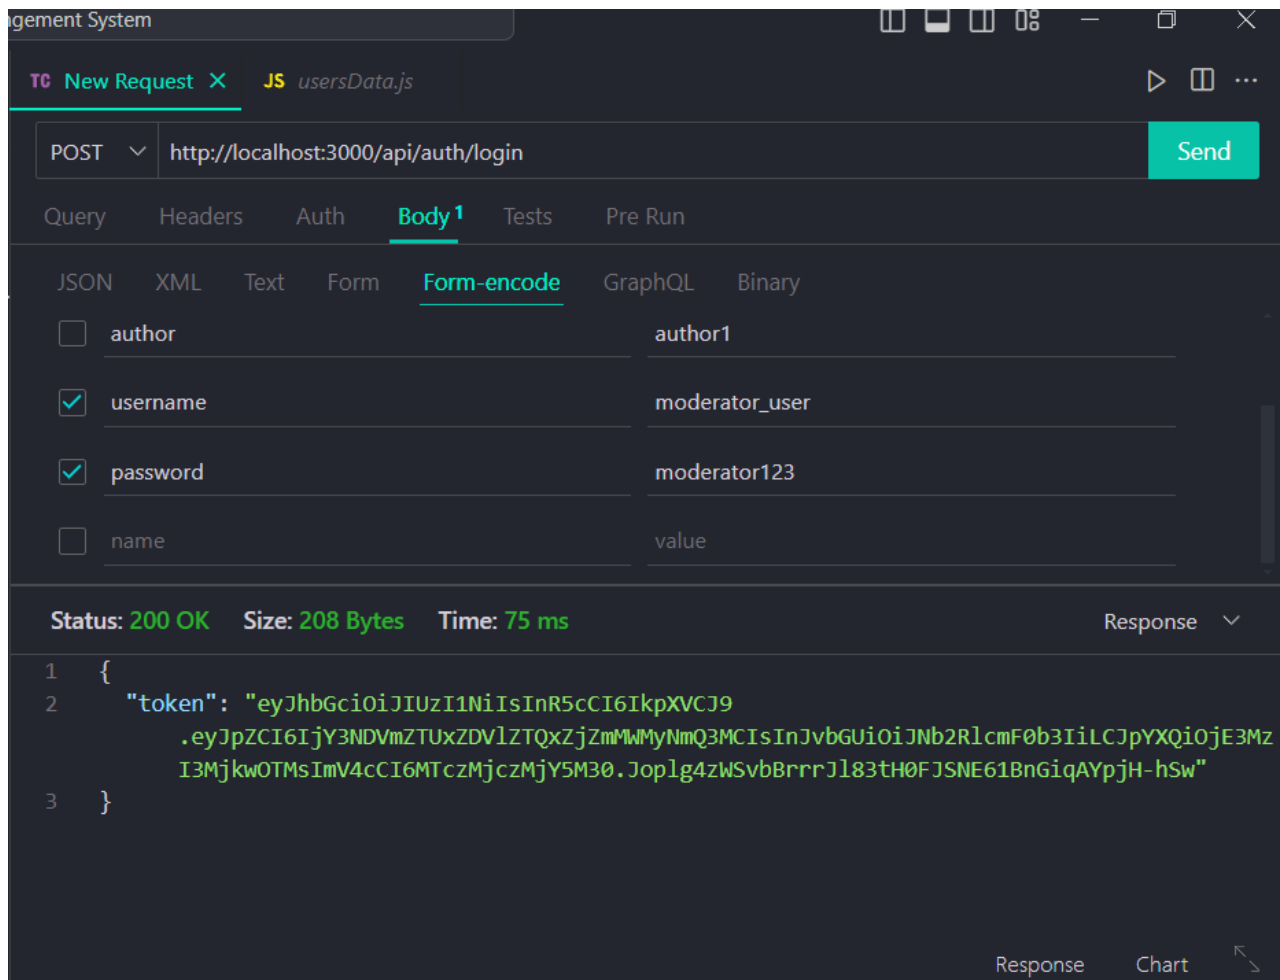 ngement System
TC New Request × JS usersData.js
POST http://localhost:3000/api/auth/login Send
Query Headers Auth Body 1 Tests Pre Run
JSON XML Text Form Form-encode GraphQL Binary
author author1
username moderator_user
password moderator123
name value
Status: 200 OK Size: 208 Bytes Time: 75 ms Response
1 {
2 "token": "eyJhbGciOiJIUzI1NiIsInR5cCI6IkpXVCJ9
.eyJpZCI6IjY3NDVmZTUxZDVlZTQxZjZmMWMyNmQ3MCIsInJvbGUiOiJNb2RlcmF0b3IiLCJpYXQiOjE3Mz
I3MjkwOTMsImV4cCI6MTczMjczMjY5M30.Joplg4zWSvbBrrrJl83tH0FJSNE61BnGiqAYpjH-hSw"
3 }
Response Chart